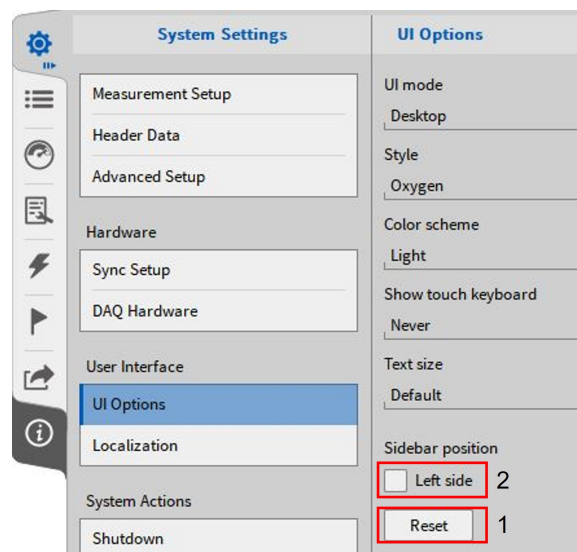 System Settings
Measurement Setup
Header Data
Advanced Setup
Hardware
Sync Setup
DAQ Hardware
User Interface
UI Options
Localization
System Actions
Shutdown
UI Options
UI mode
Desktop
Style
Oxygen
Color scheme
Light
Show touch keyboard
Never
Text size
Default
Sidebar position
Left side 2
Reset 1